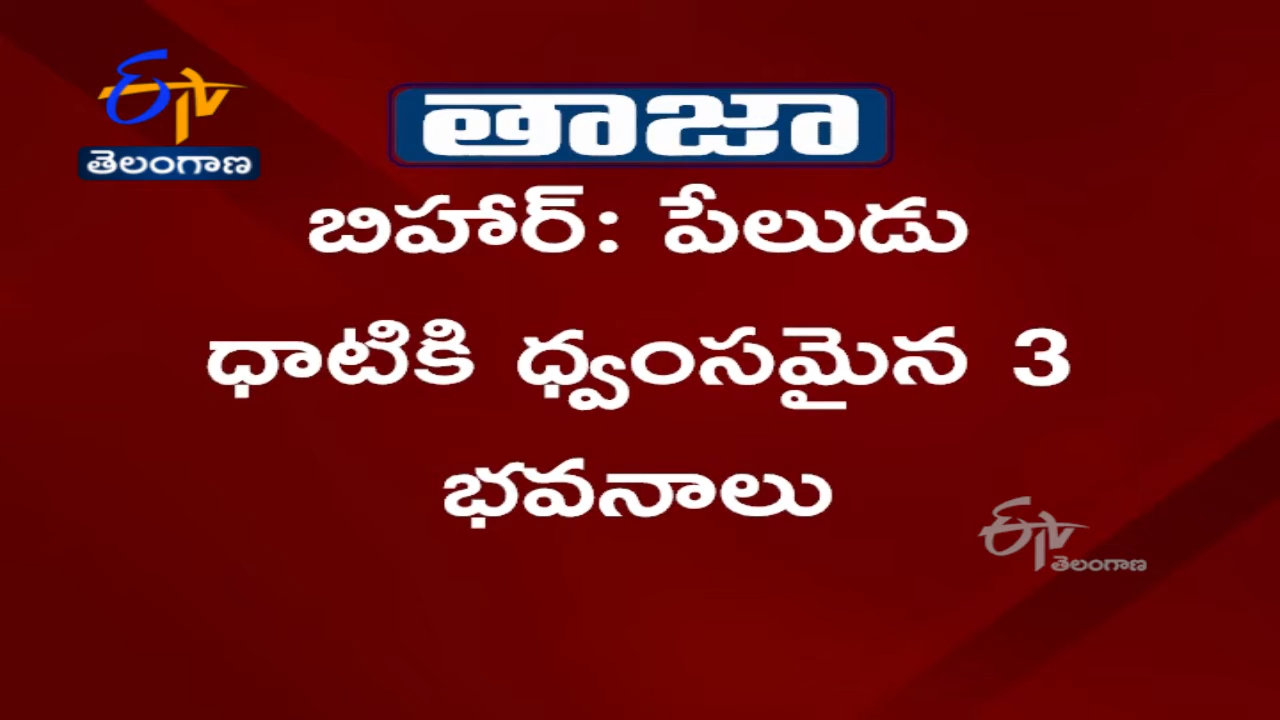 ETV
తెలంగాణ
తాజా
బిహార్: పేలుడు
ధాటికి ధ్వంసమైన 3
భవనాలు
ETV
తెలంగాణ